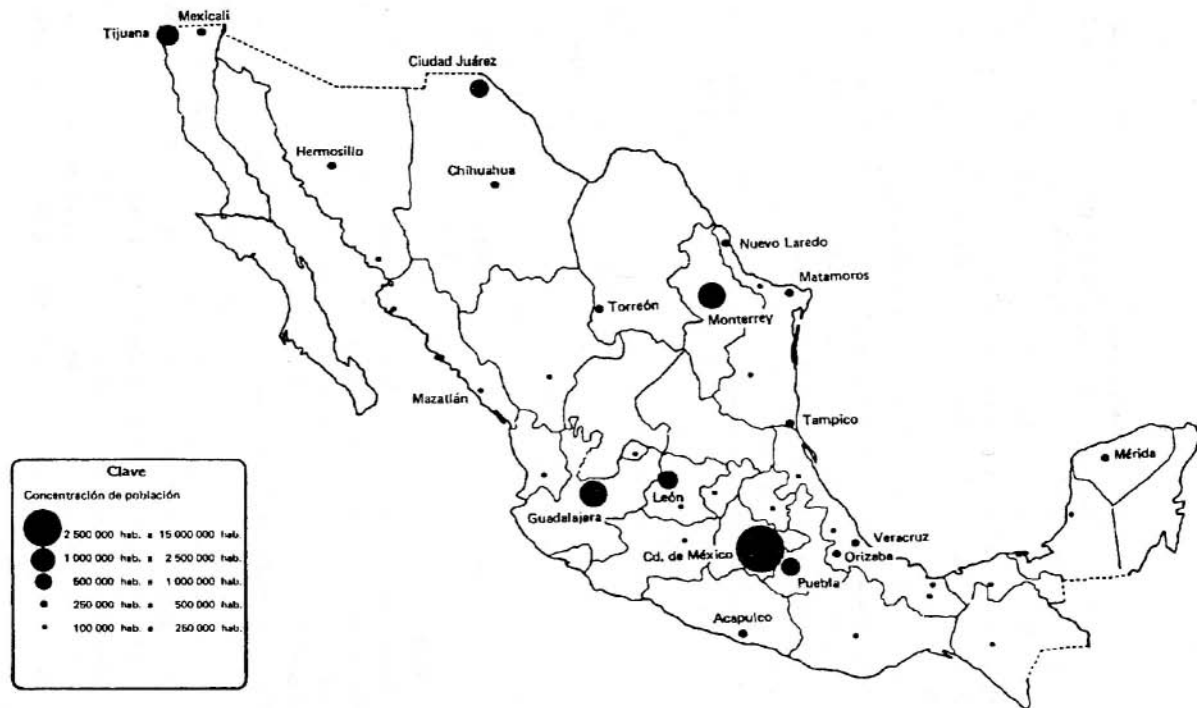 Mexicali
Tijuana
Ciudad Juárez
Hermosillo
Chihuahua
Nuevo Laredo
Matamoros
Torreón
Monterrey
Mazatlán
Tampico
Mérida
León
Guadalajara
Veracruz
Cd. de México
Orizaba
Puebla
Acapulco
Clave
Concentración de población
2 500 000 hab. a 15 000 000 hab.
1 000 000 hab. a 2 500 000 hab.
500 000 hab. a 1 000 000 hab.
250 000 hab. a 500 000 hab.
100 000 hab. a 250 000 hab.